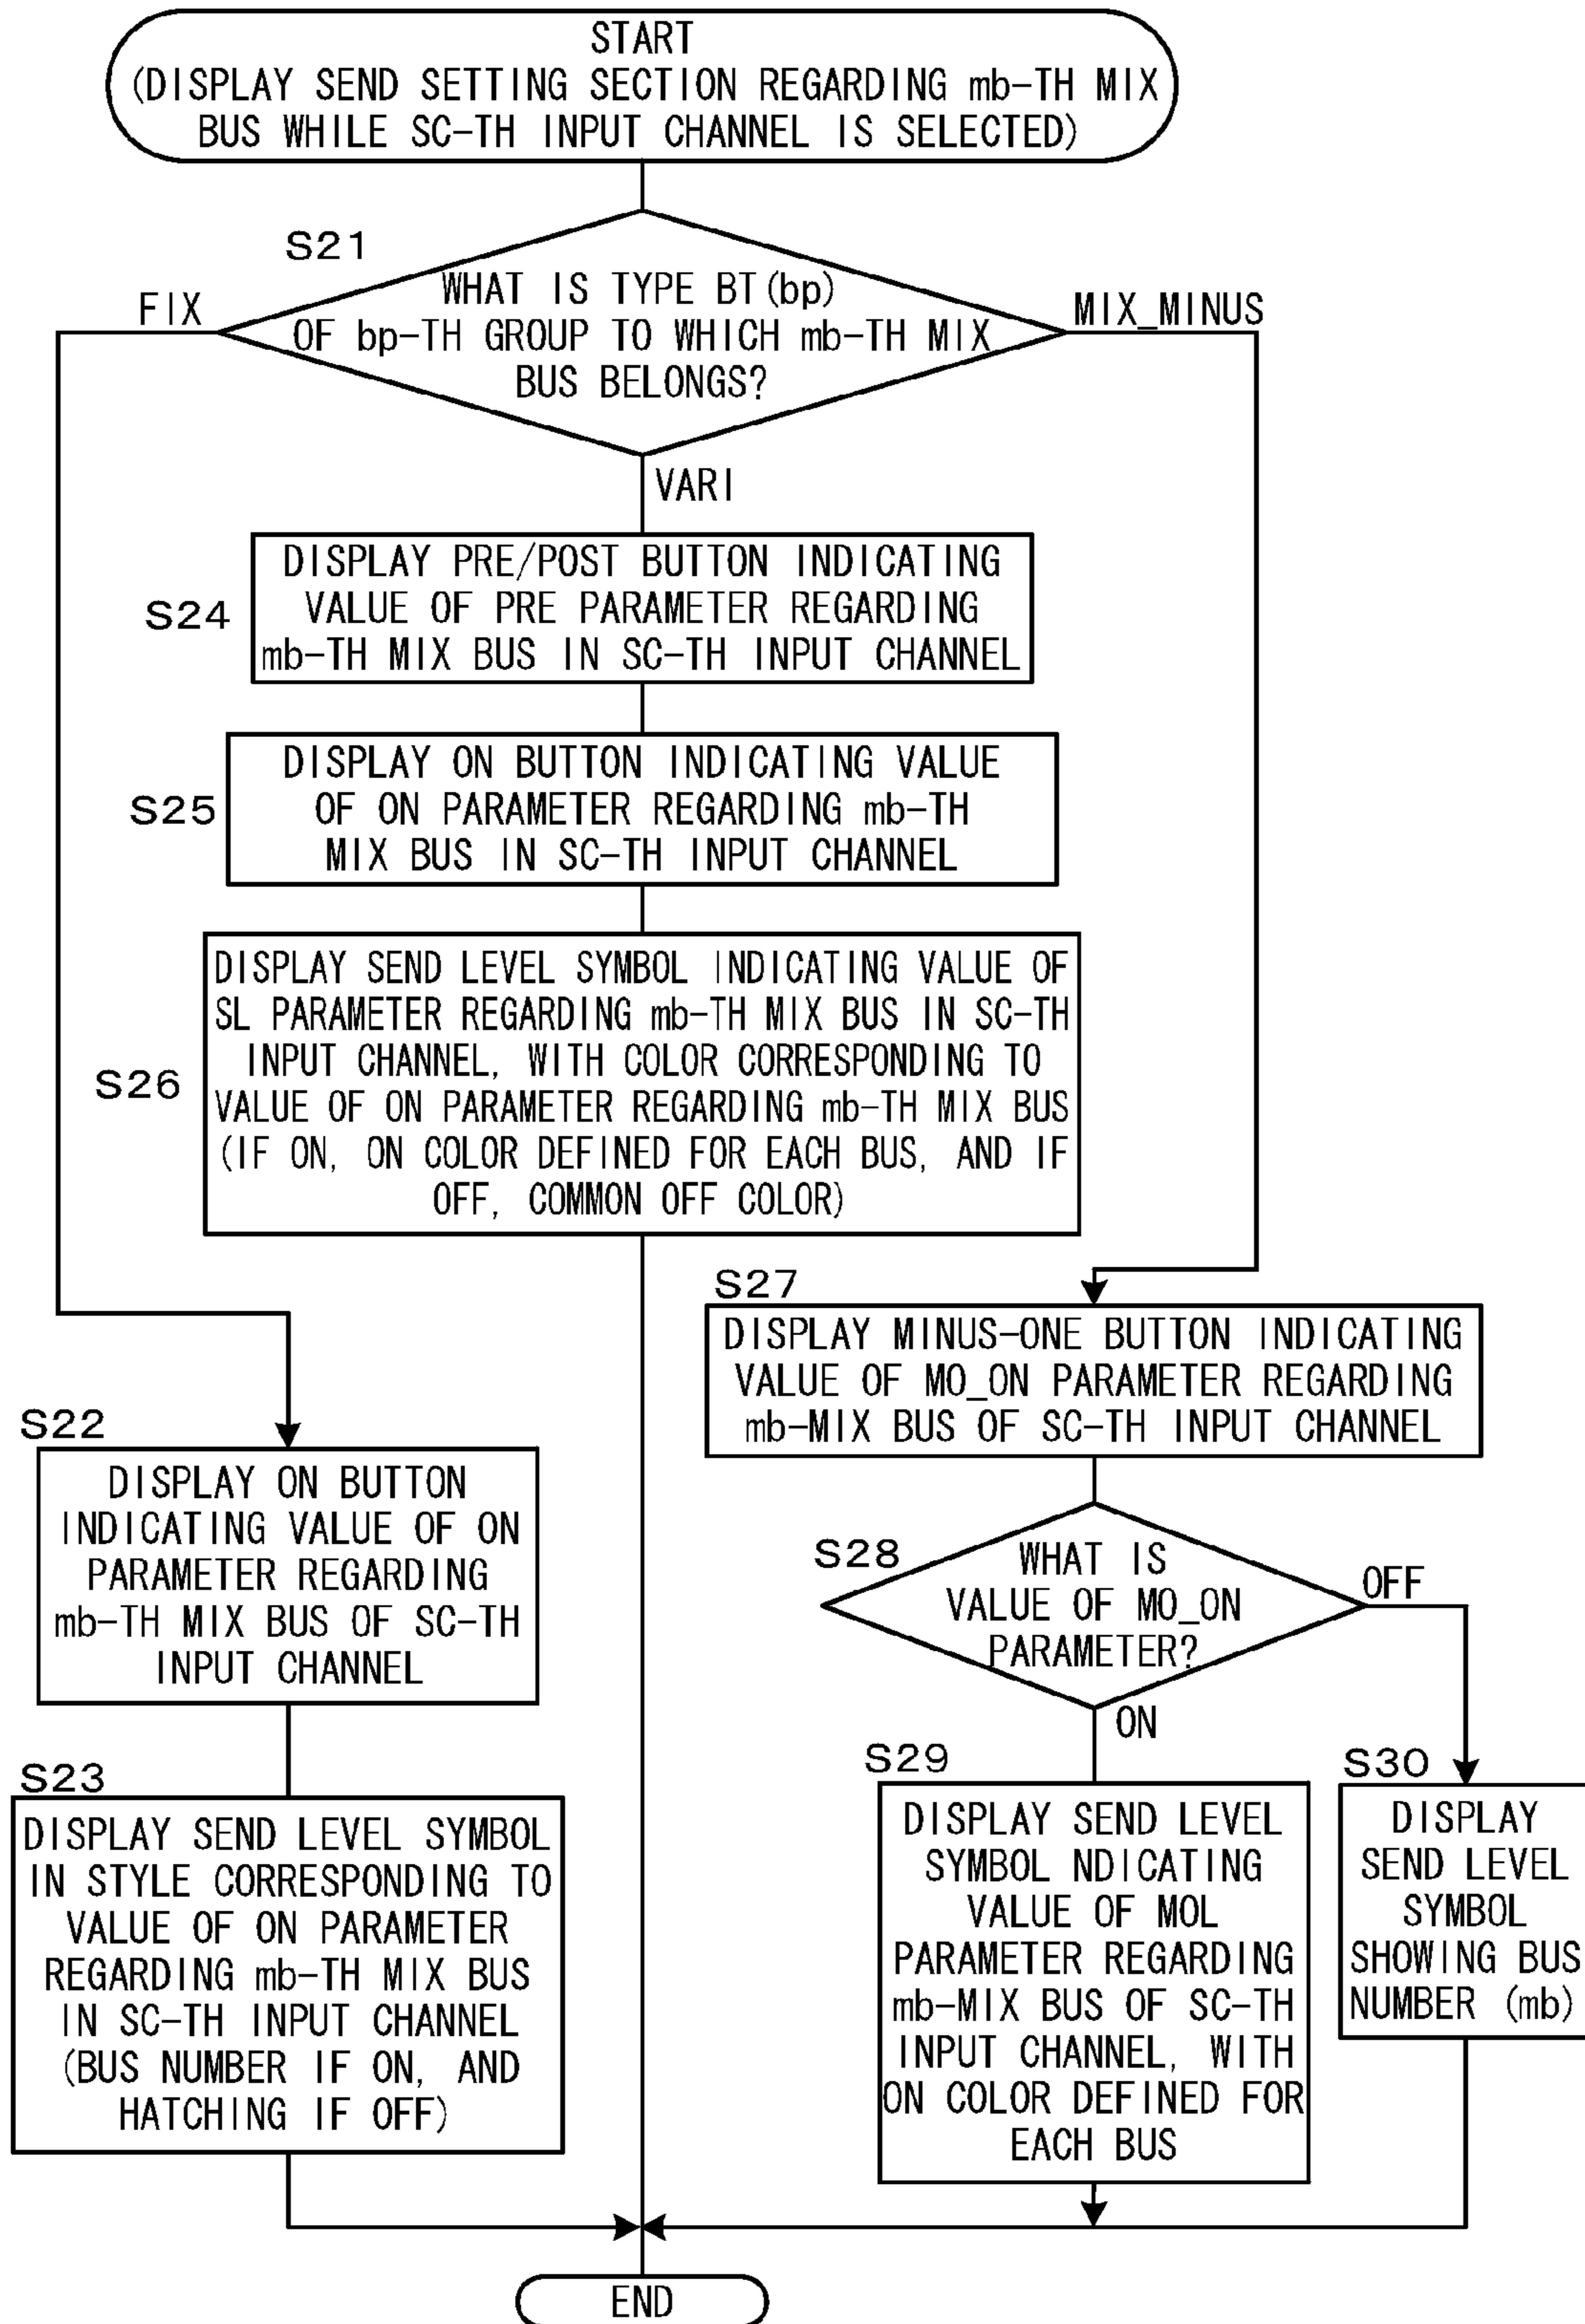 START
(DISPLAY SEND SETTING SECTION REGARDING mb-TH MIX
BUS WHILE SC-TH INPUT CHANNEL IS SELECTED)
S21
WHAT IS TYPE BT(bp)
OF bp-TH GROUP TO WHICH mb-TH MIX
BUS BELONGS?
FIX
MIX_MINUS
VARI
S24
DISPLAY PRE/POST BUTTON INDICATING
VALUE OF PRE PARAMETER REGARDING
mb-TH MIX BUS IN SC-TH INPUT CHANNEL
S25
DISPLAY ON BUTTON INDICATING VALUE
OF ON PARAMETER REGARDING mb-TH
MIX BUS IN SC-TH INPUT CHANNEL
S26
DISPLAY SEND LEVEL SYMBOL INDICATING VALUE OF
SL PARAMETER REGARDING mb-TH MIX BUS IN SC-TH
INPUT CHANNEL, WITH COLOR CORRESPONDING TO
VALUE OF ON PARAMETER REGARDING mb-TH MIX BUS
(IF ON, ON COLOR DEFINED FOR EACH BUS, AND IF
OFF, COMMON OFF COLOR)
S27
DISPLAY MINUS-ONE BUTTON INDICATING
VALUE OF MO_ON PARAMETER REGARDING
mb-MIX BUS OF SC-TH INPUT CHANNEL
S22
DISPLAY ON BUTTON
INDICATING VALUE OF ON
PARAMETER REGARDING
mb-TH MIX BUS OF SC-TH
INPUT CHANNEL
S28
WHAT IS
VALUE OF MO_ON
PARAMETER?
OFF
ON
S23
DISPLAY SEND LEVEL SYMBOL
IN STYLE CORRESPONDING TO
VALUE OF ON PARAMETER
REGARDING mb-TH MIX BUS
IN SC-TH INPUT CHANNEL
(BUS NUMBER IF ON, AND
HATCHING IF OFF)
S29
DISPLAY SEND LEVEL
SYMBOL NDICATING
VALUE OF MOL
PARAMETER REGARDING
mb-MIX BUS OF SC-TH
INPUT CHANNEL, WITH
ON COLOR DEFINED FOR
EACH BUS
S30
DISPLAY
SEND LEVEL
SYMBOL
SHOWING BUS
NUMBER (mb)
END